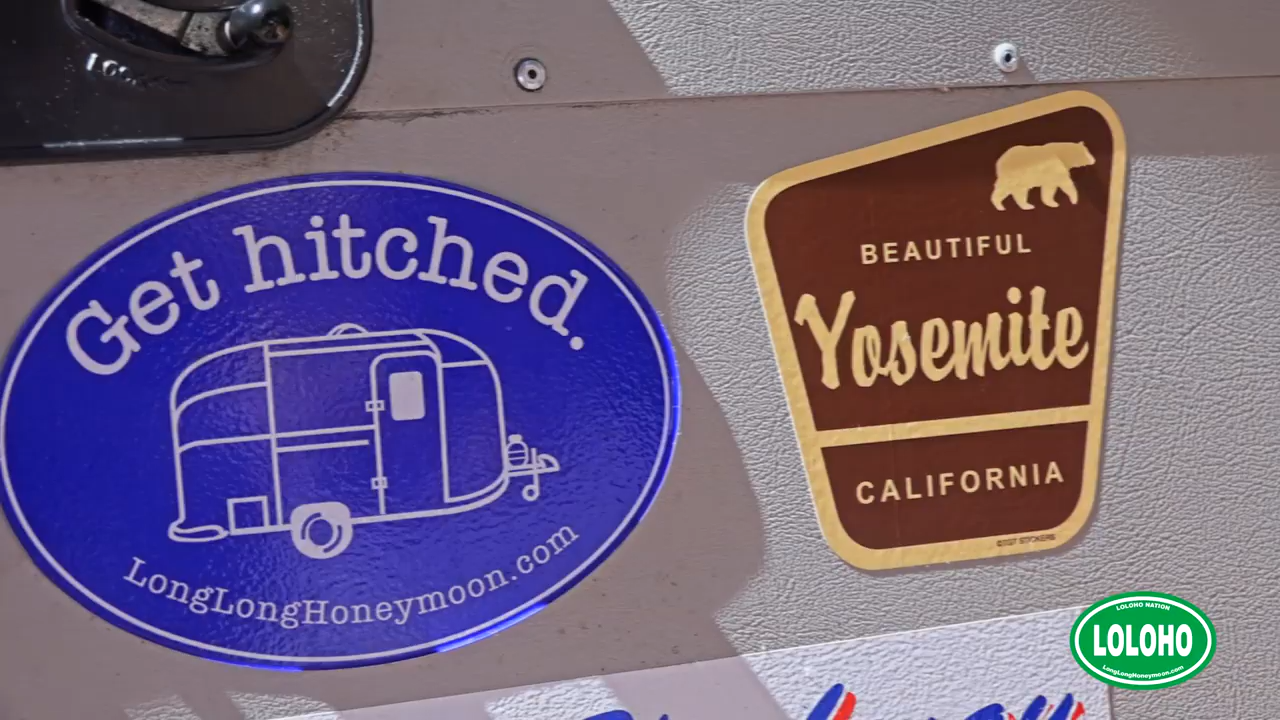 Get hitched.
LongLongHoneymoon.com
BEAUTIFUL
Yosemite
CALIFORNIA
LOLOHO NATION
LOLOHO
LongLongHoneymoon.com